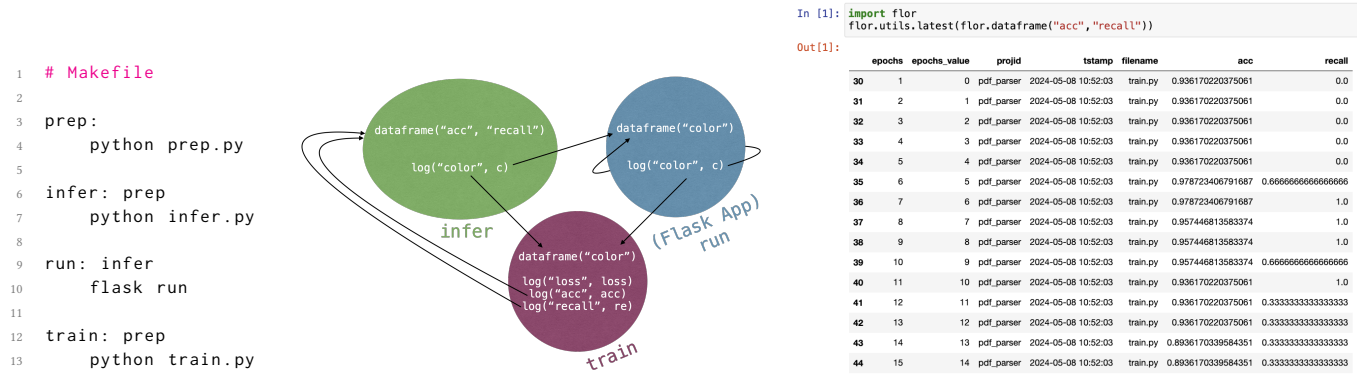 1 # Makefile
2
3 prep:
4 python prep.py
5
6 infer: prep
7 python infer.py
8
9 run: infer
10 flask run
11
12 train: prep
13 python train.py
dataframe(“acc”, “recall”)
log(“color”, c)
infer
dataframe(“color”)
log(“color”, c)
(Flask App)
run
dataframe(“color”)
log(“loss”, loss)
log(“acc”, acc)
log(“recall”, re)
train
In [1]: import flor
flor.utils.latest(flor.dataframe("acc","recall"))
Out[1]:
epochs epochs_value projid tstamp filename acc recall
30 1 0 pdf_parser 2024-05-08 10:52:03 train.py 0.936170220375061 0.0
31 2 1 pdf_parser 2024-05-08 10:52:03 train.py 0.936170220375061 0.0
32 3 2 pdf_parser 2024-05-08 10:52:03 train.py 0.936170220375061 0.0
33 4 3 pdf_parser 2024-05-08 10:52:03 train.py 0.936170220375061 0.0
34 5 4 pdf_parser 2024-05-08 10:52:03 train.py 0.936170220375061 0.0
35 6 5 pdf_parser 2024-05-08 10:52:03 train.py 0.978723406791687 0.6666666666666666
36 7 6 pdf_parser 2024-05-08 10:52:03 train.py 0.978723406791687 1.0
37 8 7 pdf_parser 2024-05-08 10:52:03 train.py 0.957446813583374 1.0
38 9 8 pdf_parser 2024-05-08 10:52:03 train.py 0.957446813583374 1.0
39 10 9 pdf_parser 2024-05-08 10:52:03 train.py 0.957446813583374 0.6666666666666666
40 11 10 pdf_parser 2024-05-08 10:52:03 train.py 0.936170220375061 1.0
41 12 11 pdf_parser 2024-05-08 10:52:03 train.py 0.936170220375061 0.3333333333333333
42 13 12 pdf_parser 2024-05-08 10:52:03 train.py 0.936170220375061 0.3333333333333333
43 14 13 pdf_parser 2024-05-08 10:52:03 train.py 0.8936170339584351 0.3333333333333333
44 15 14 pdf_parser 2024-05-08 10:52:03 train.py 0.8936170339584351 0.3333333333333333